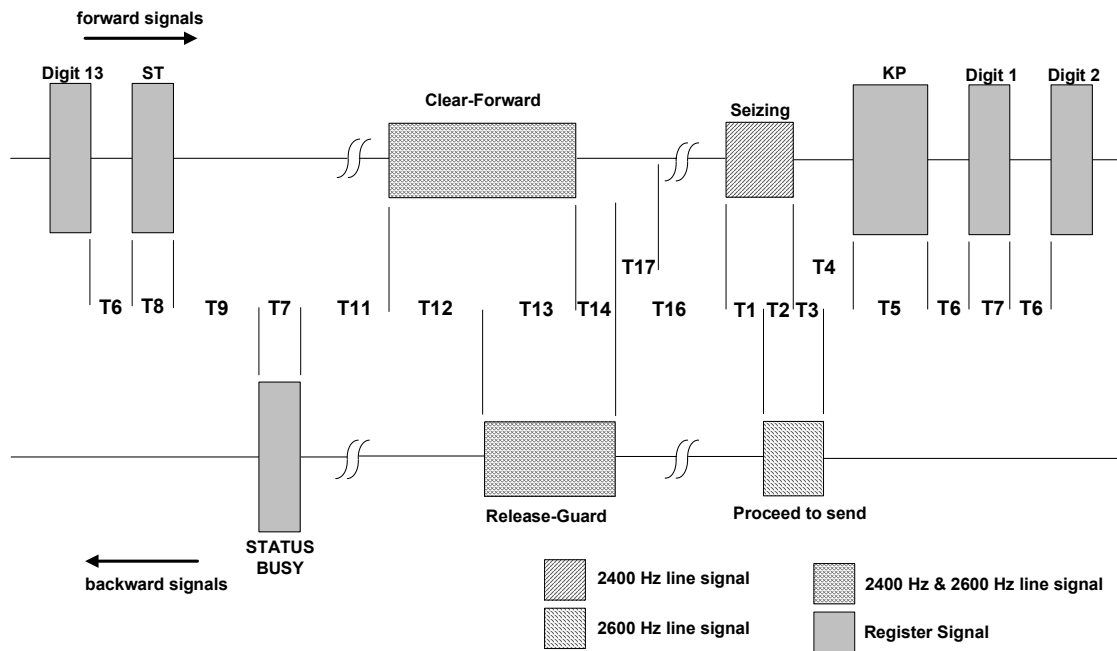 forward signals
Digit 13
ST
Clear-Forward
Seizing
KP
Digit 1
Digit 2
T17
T4
T6
T8
T9
T7
T11
T12
T13
T14
T16
T1
T2
T3
T5
T6
T7
T6
Release-Guard
Proceed to send
STATUS
BUSY
backward signals
2400 Hz line signal
2400 Hz & 2600 Hz line signal
2600 Hz line signal
Register Signal